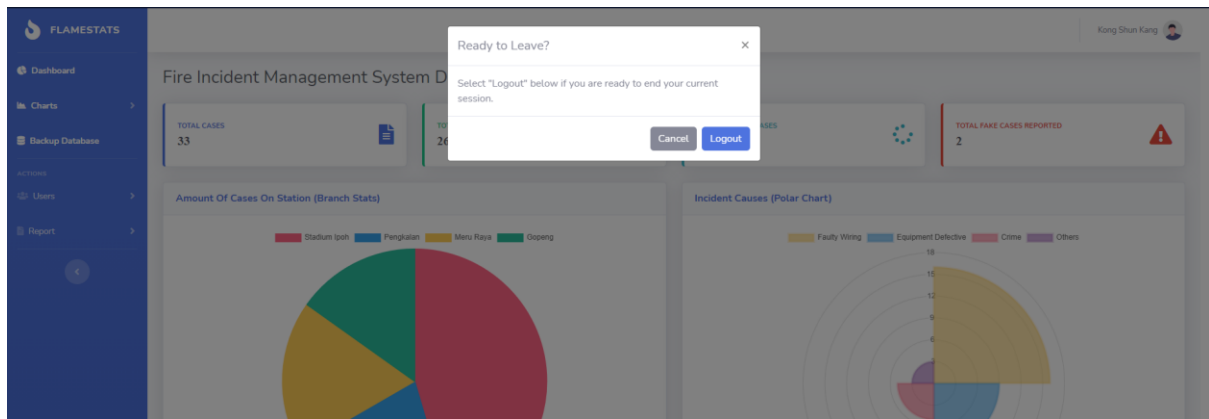 FLAMESTATS
Kong Shun Kang
Dashboard
Charts
Backup Database
ACTIONS
Users
Report
Ready to Leave?
×
Select "Logout" below if you are ready to end your current
session.
Cancel
Logout
Fire Incident Management System D
TOTAL CASES
33
TO
26
ASES
TOTAL FAKE CASES REPORTED
2
Amount Of Cases On Station (Branch Stats)
Stadium Ipoh Pengkalan Meru Raya Gopeng
Incident Causes (Polar Chart)
Faulty Wiring Equipment Defective Crime Others
18
15
12
9
6